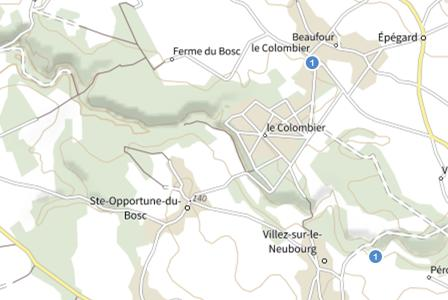 Beaufour
le Colombier
Épégard
Ferme du Bosc
1
le Colombier
Ste-Opportune-du-
Bosc
140
Villez-sur-le-
Neubourg
1
V
Pér